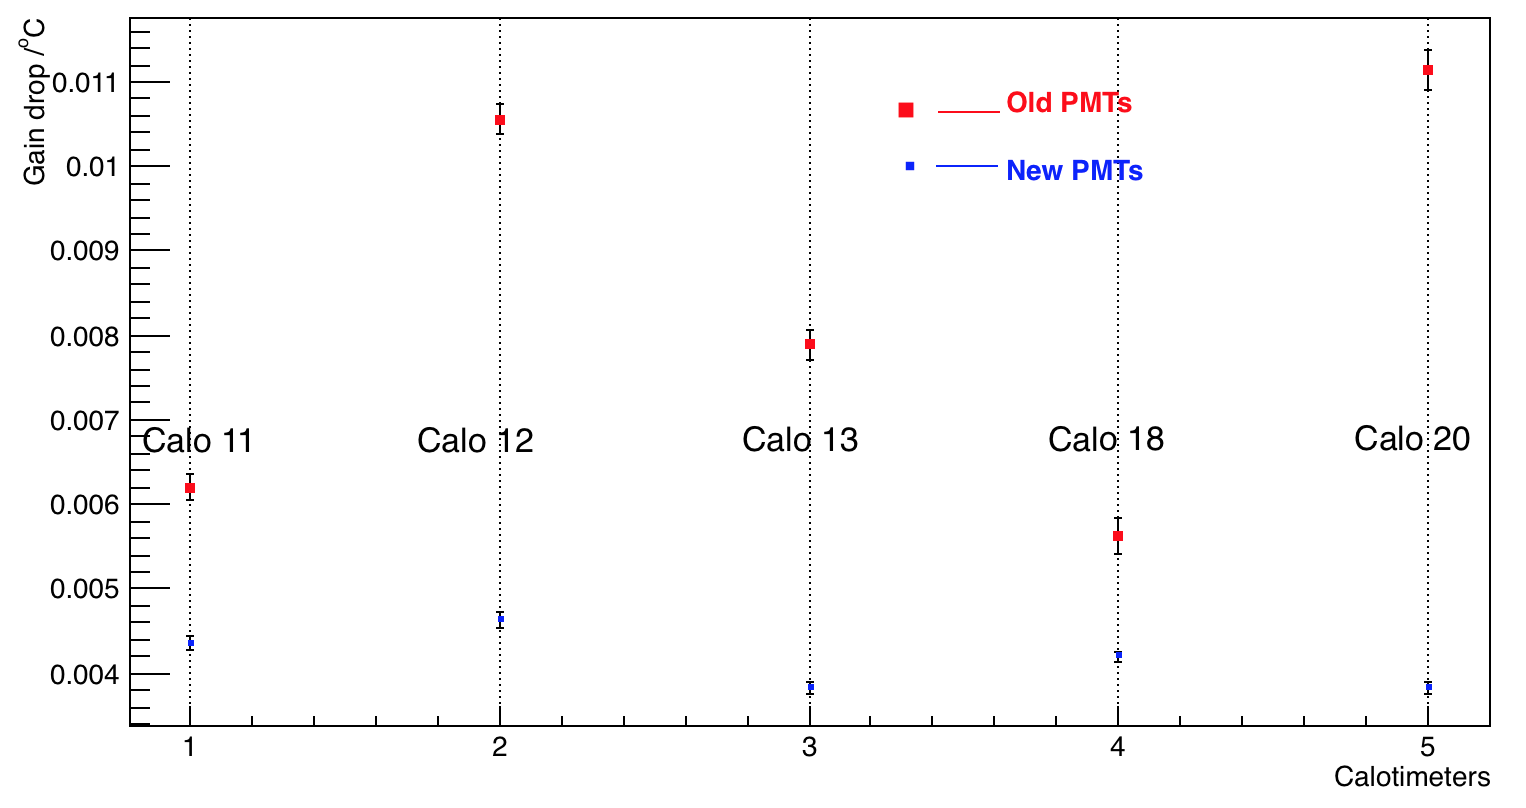 Gain drop /°C
0.011
0.01
0.009
0.008
0.007
0.006
0.005
0.004
Old PMTs
New PMTs
Calo 11
Calo 12
Calo 13
Calo 18
Calo 20
1
2
3
4
5
Calotimeters